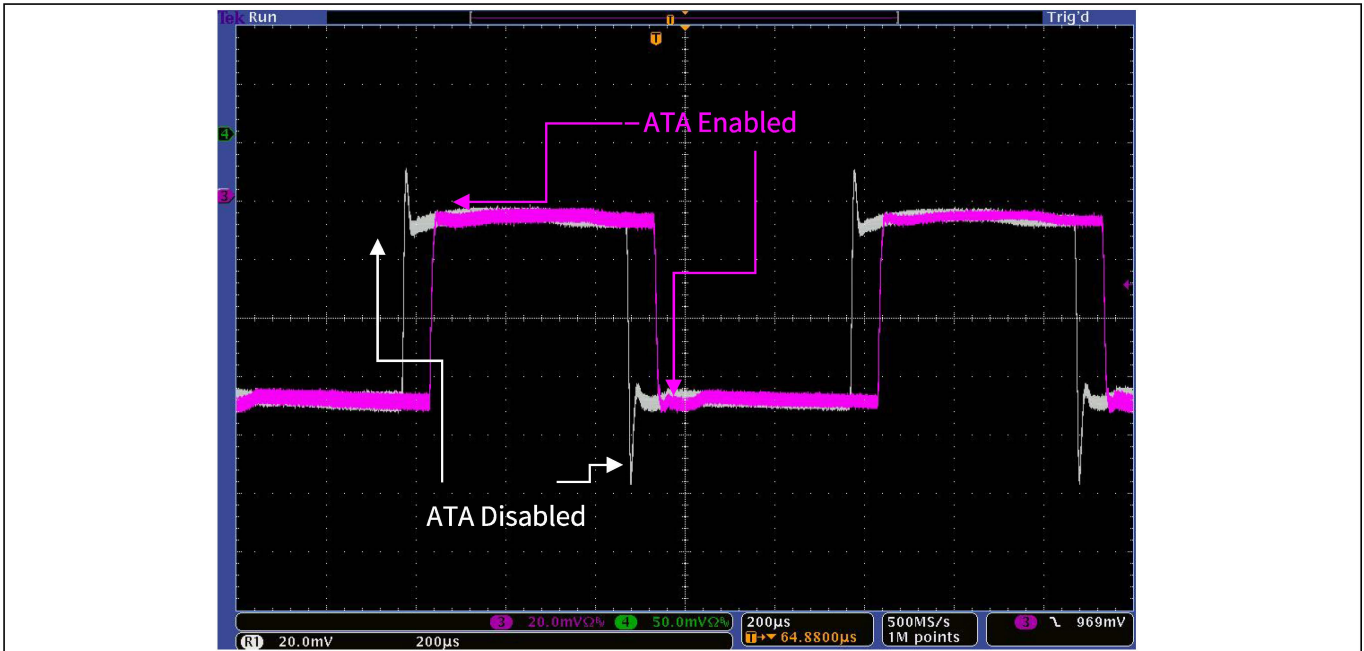 Tek Run
Trig'd
T
T
4
ATA Enabled
3
ATA Disabled
3 20.0mVΩ 4 50.0mVΩ
200µs
T→▼ 64.8800µs
500MS/s
1M points
3 969mV
R1 20.0mV 200µs